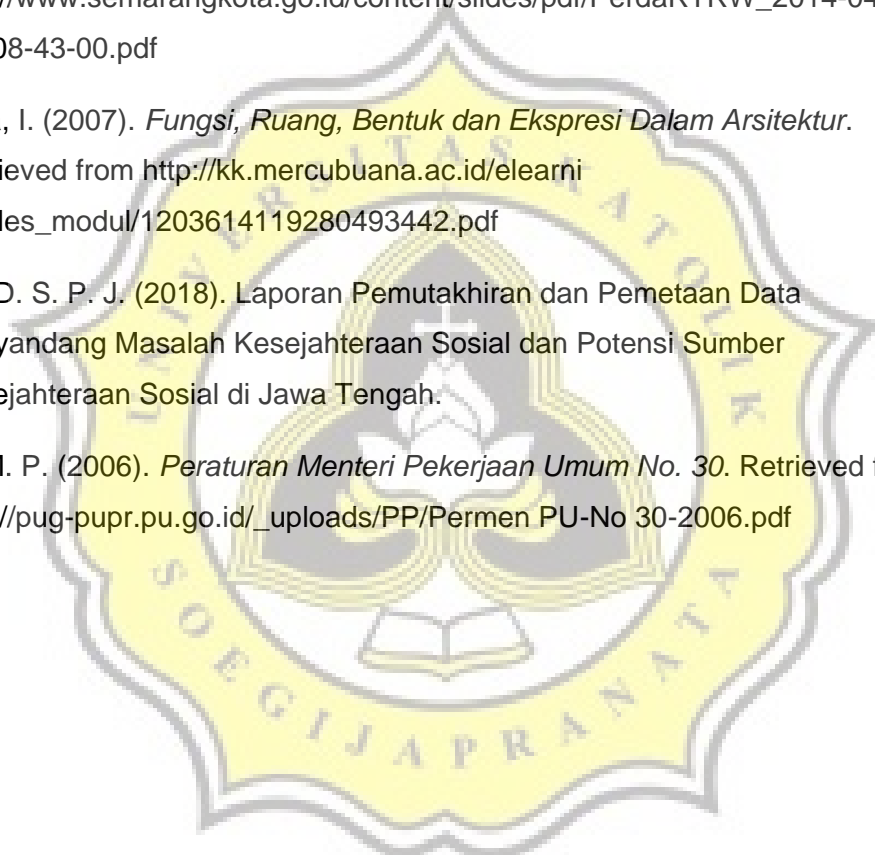 //www.semarangkota.go.id/content/slides/pdf/PerdaRTRW_2014-04
08-43-00.pdf
, I. (2007). Fungsi, Ruang, Bentuk dan Ekspresi Dalam Arsitektur.
ieved from http://kk.mercubuana.ac.id/elearni
les_modul/1203614119280493442.pdf
D. S. P. J. (2018). Laporan Pemutakhiran dan Pemetaan Data
yandang Masalah Kesejahteraan Sosial dan Potensi Sumber
ejahteraan Sosial di Jawa Tengah.
. P. (2006). Peraturan Menteri Pekerjaan Umum No. 30. Retrieved
//pug-pupr.pu.go.id/_uploads/PP/Permen PU-No 30-2006.pdf
UNIVERSITAS KATOLIK
SOEGIJAPRANATA